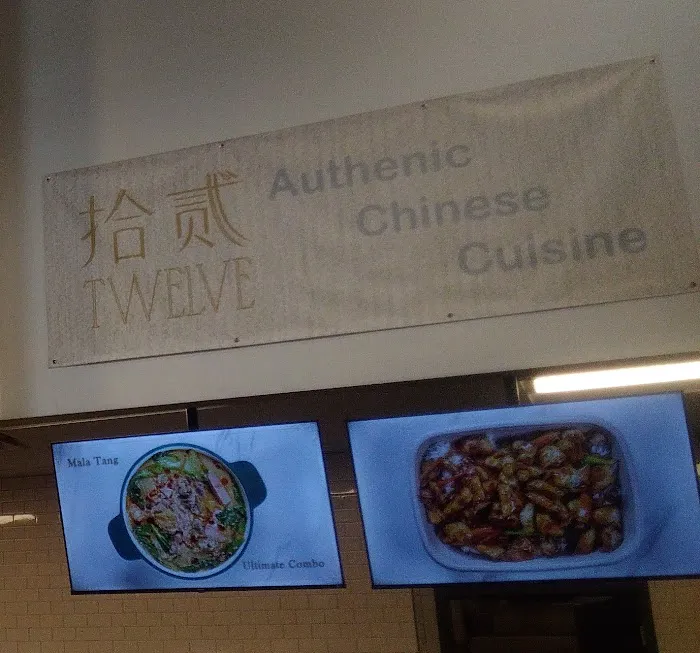 拾贰
TWELVE
Authenic
Chinese
Cuisine
Mala Tang
Ultimate Combo